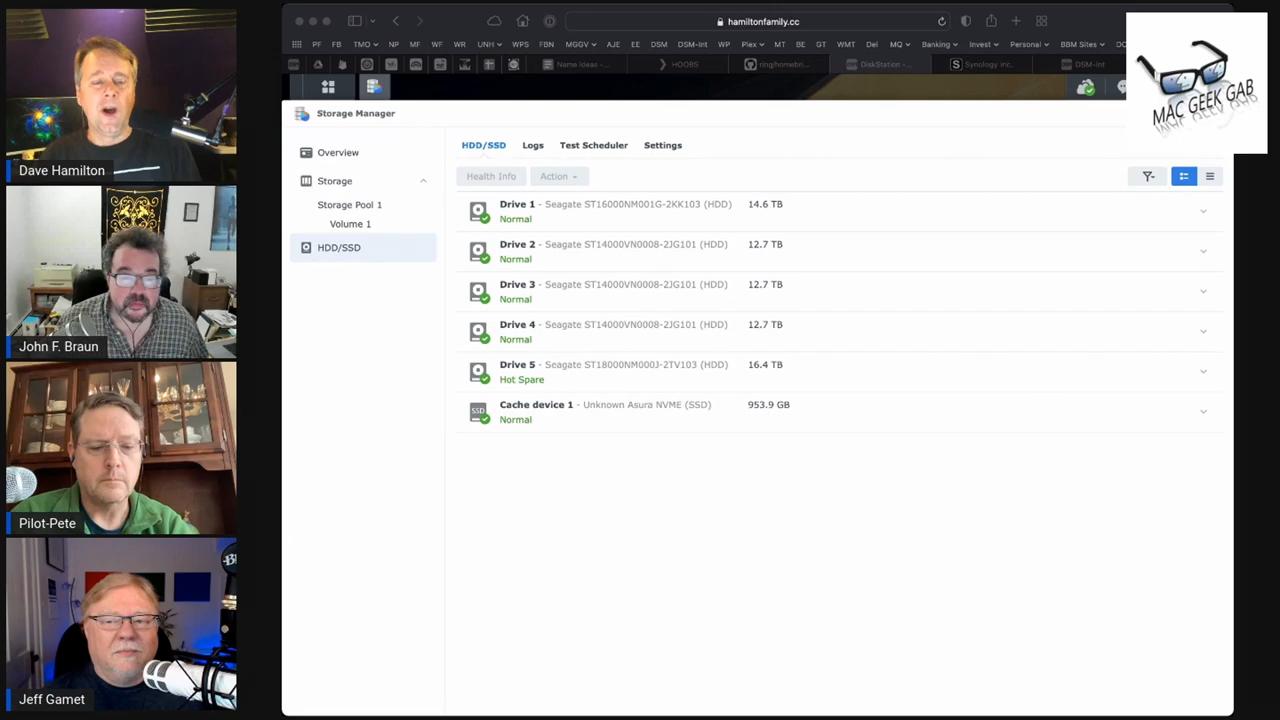 Dave Hamilton
John F. Braun
Pilot-Pete
Jeff Gamet
hamiltonfamily.cc
PF FB TMO NP MF WF WR UNH WPS FBN MGGV AJE EE DSM DSM-Int WP Plex MT BE GT WMT Del MQ Banking Invest Personal BBM Sites
Name Ideas - HOOBS ring/homebri... DiskStation - ... Synology Inc. DSM-Int
MAC GEEK GAB
Storage Manager
Overview
Storage
Storage Pool 1
Volume 1
HDD/SSD
HDD/SSD Logs Test Scheduler Settings
Health Info Action
Drive 1 - Seagate ST16000NM001G-2KK103 (HDD) 14.6 TB
Normal
Drive 2 - Seagate ST14000VN0008-2JG101 (HDD) 12.7 TB
Normal
Drive 3 - Seagate ST14000VN0008-2JG101 (HDD) 12.7 TB
Normal
Drive 4 - Seagate ST14000VN0008-2JG101 (HDD) 12.7 TB
Normal
Drive 5 - Seagate ST18000NM000J-2TV103 (HDD) 16.4 TB
Hot Spare
SSD
Cache device 1 - Unknown Asura NVME (SSD) 953.9 GB
Normal